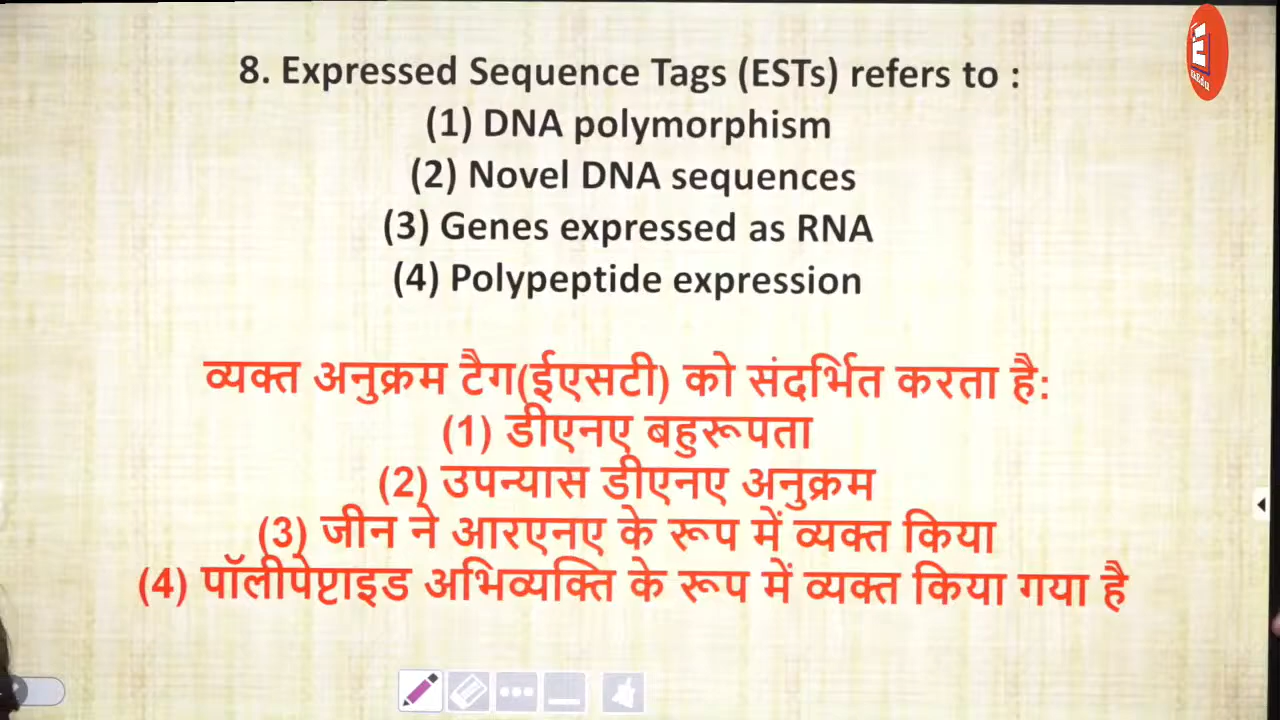 8. Expressed Sequence Tags (ESTs) refers to :
(1) DNA polymorphism
(2) Novel DNA sequences
(3) Genes expressed as RNA
(4) Polypeptide expression
व्यक्त अनुक्रम टैग(ईएसटी) को संदर्भित करता है:
(1) डीएनए बहुरूपता
(2) उपन्यास डीएनए अनुक्रम
(3) जीन ने आरएनए के रूप में व्यक्त किया
(4) पॉलीपेप्टाइड अभिव्यक्ति के रूप में व्यक्त किया गया है